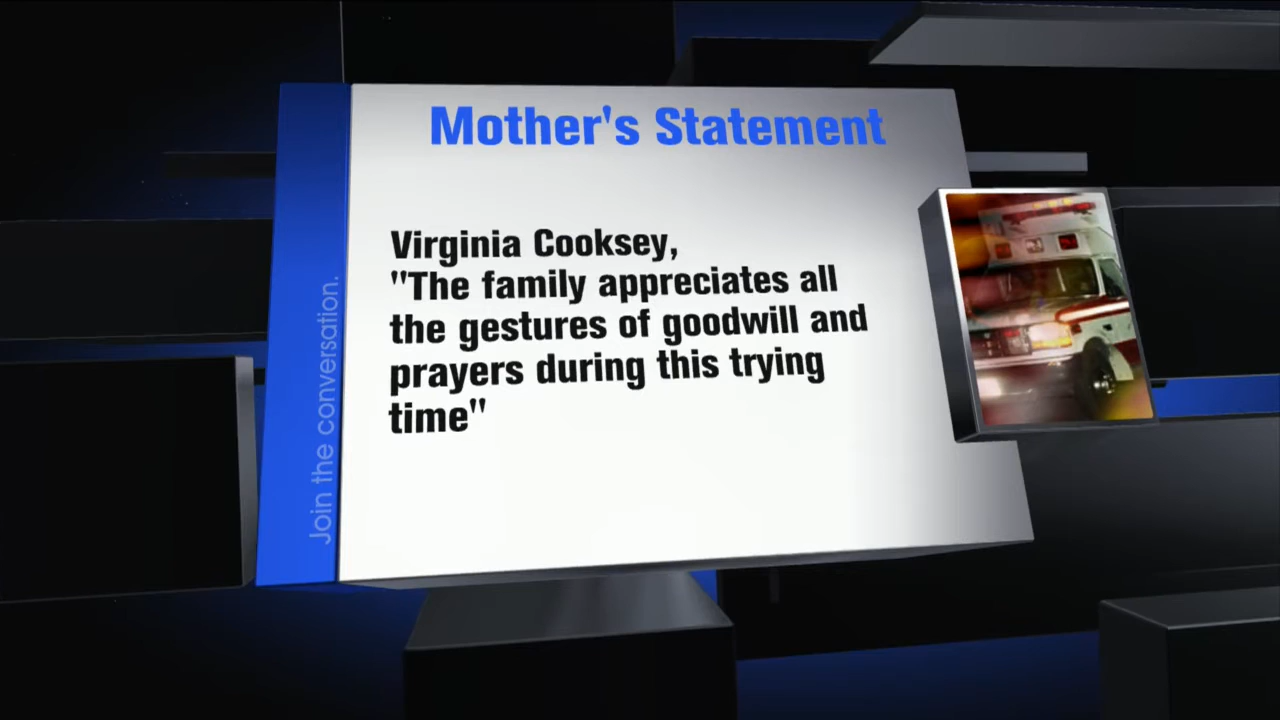 Mother's Statement
Virginia Cooksey,
"The family appreciates all
the gestures of goodwill and
prayers during this trying
time"
Join the conversation.